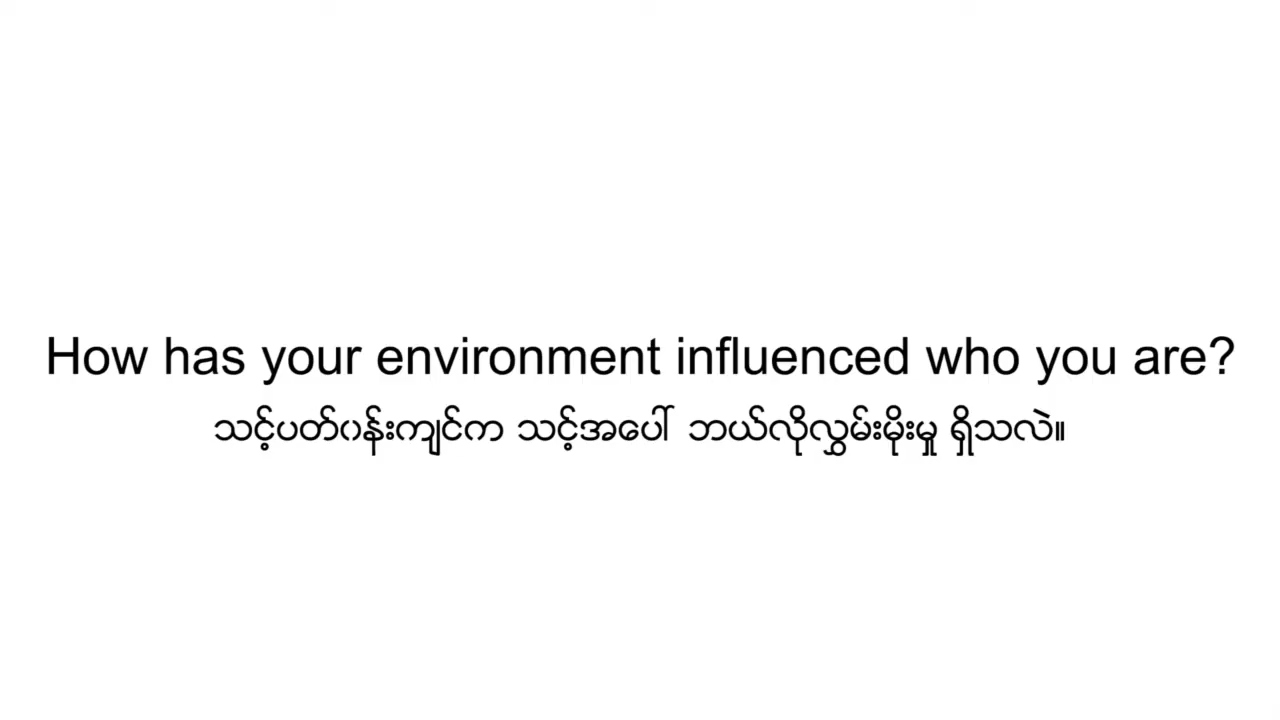 How has your environment influenced who you are?
သင့်ပတ်ဝန်းကျင်က သင့်အပေါ် ဘယ်လိုလွှမ်းမိုးမှု ရှိသလဲ။